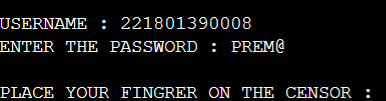 USERNAME : 221801390008
ENTER THE PASSWORD : PREM@
PLACE YOUR FINGRER ON THE CENSOR :